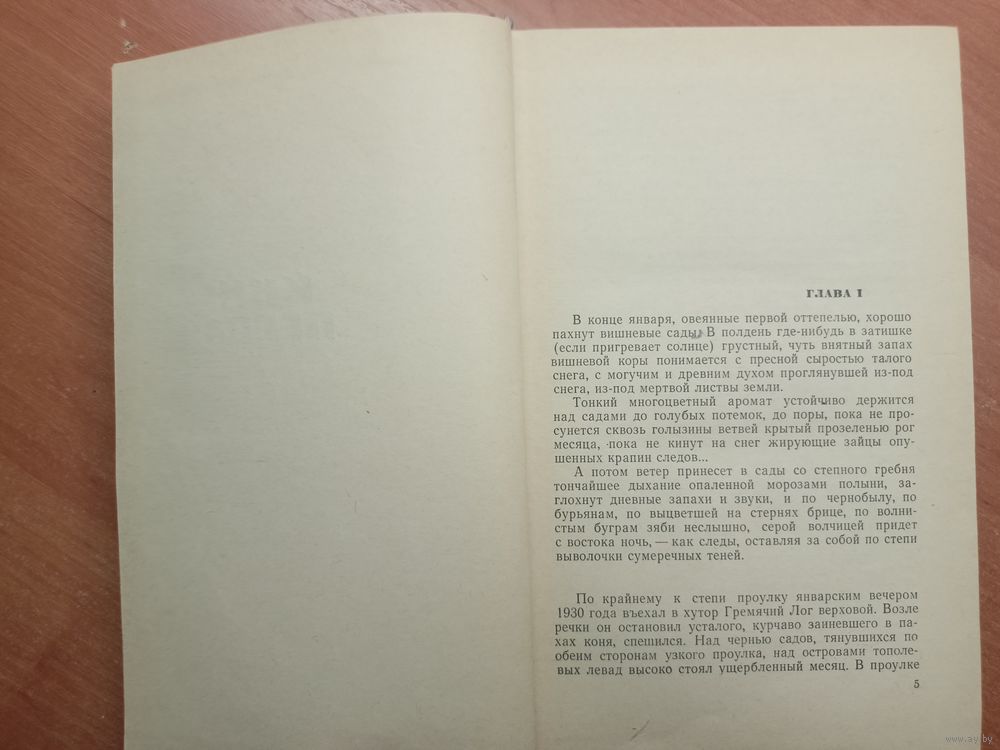 ГЛАВА I
В конце января, овеянные первой оттепелью, хорошо
пахнут вишневые сады. В полдень где-нибудь в затишке
(если пригревает солнце) грустный, чуть внятный запах
вишневой коры понимается с пресной сыростью талого
снега, с могучим и древним духом проглянувшей из-под
снега, из-под мертвой листвы земли.
Тонкий многоцветный аромат устойчиво держится
над садами до голубых потемок, до поры, пока не про-
сунется сквозь голызины ветвей крытый прозеленью рог
месяца, пока не кинут на снег жирующие зайцы опу-
шенных крапин следов...
А потом ветер принесет в сады со степного гребня
тончайшее дыхание опаленной морозами полыни, за-
глохнут дневные запахи и звуки, и по чернобылу, по
бурьянам, по выцветшей на стернях брице, по волни-
стым буграм зяби неслышно, серой волчицей придет
с востока ночь, — как следы, оставляя за собой по степи
выволочки сумеречных теней.
По крайнему к степи проулку январским вечером
1930 года въехал в хутор Гремячий Лог верховой. Возле
речки он остановил усталого, курчаво заиневшего в па-
хах коня, спешился. Над чернью садов, тянувшихся по
обеим сторонам узкого проулка, над островами тополе-
вых левад высоко стоял ущербленный месяц. В проулке
5
www.ay.by